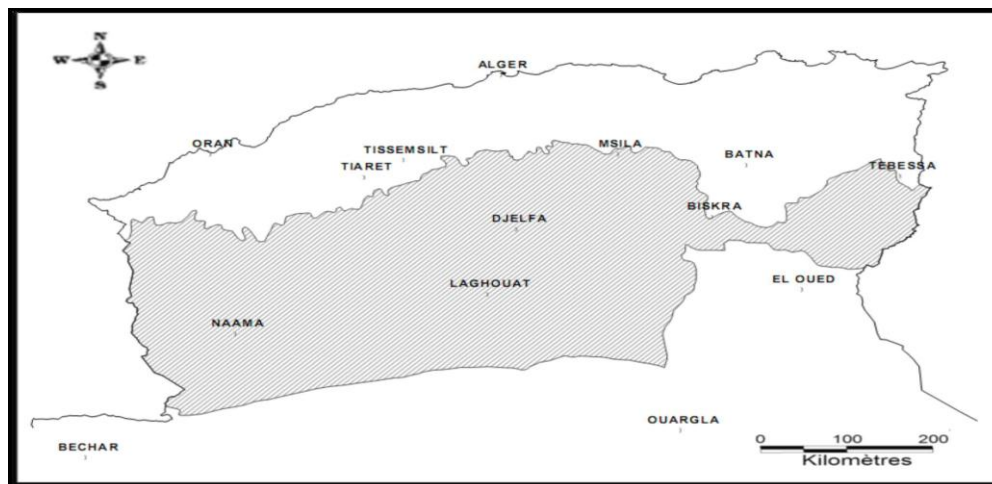 N
W E
S
ALGER
ORAN
TISSEMSILT
MSILA
TIARET
BATNA
TEBESSA
BISKRA
DJELFA
EL OUED
LAGHOUAT
NAAMA
OUARGLA
BECHAR
0 100 200
Kilomètres